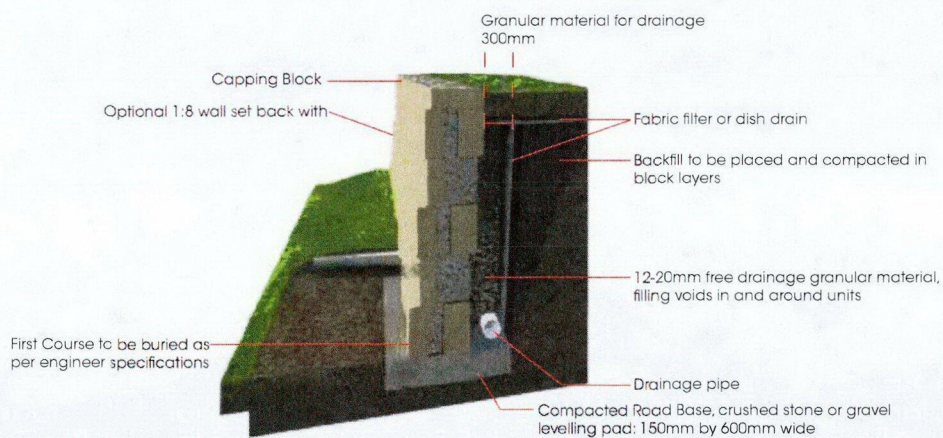 Granular material for drainage
300mm
Capping Block
Optional 1:8 wall set back with
Fabric filter or dish drain
Backfill to be placed and compacted in
block layers
12-20mm free drainage granular material,
filling voids in and around units
First Course to be buried as
per engineer specifications
Drainage pipe
Compacted Road Base, crushed stone or gravel
levelling pad: 150mm by 600mm wide